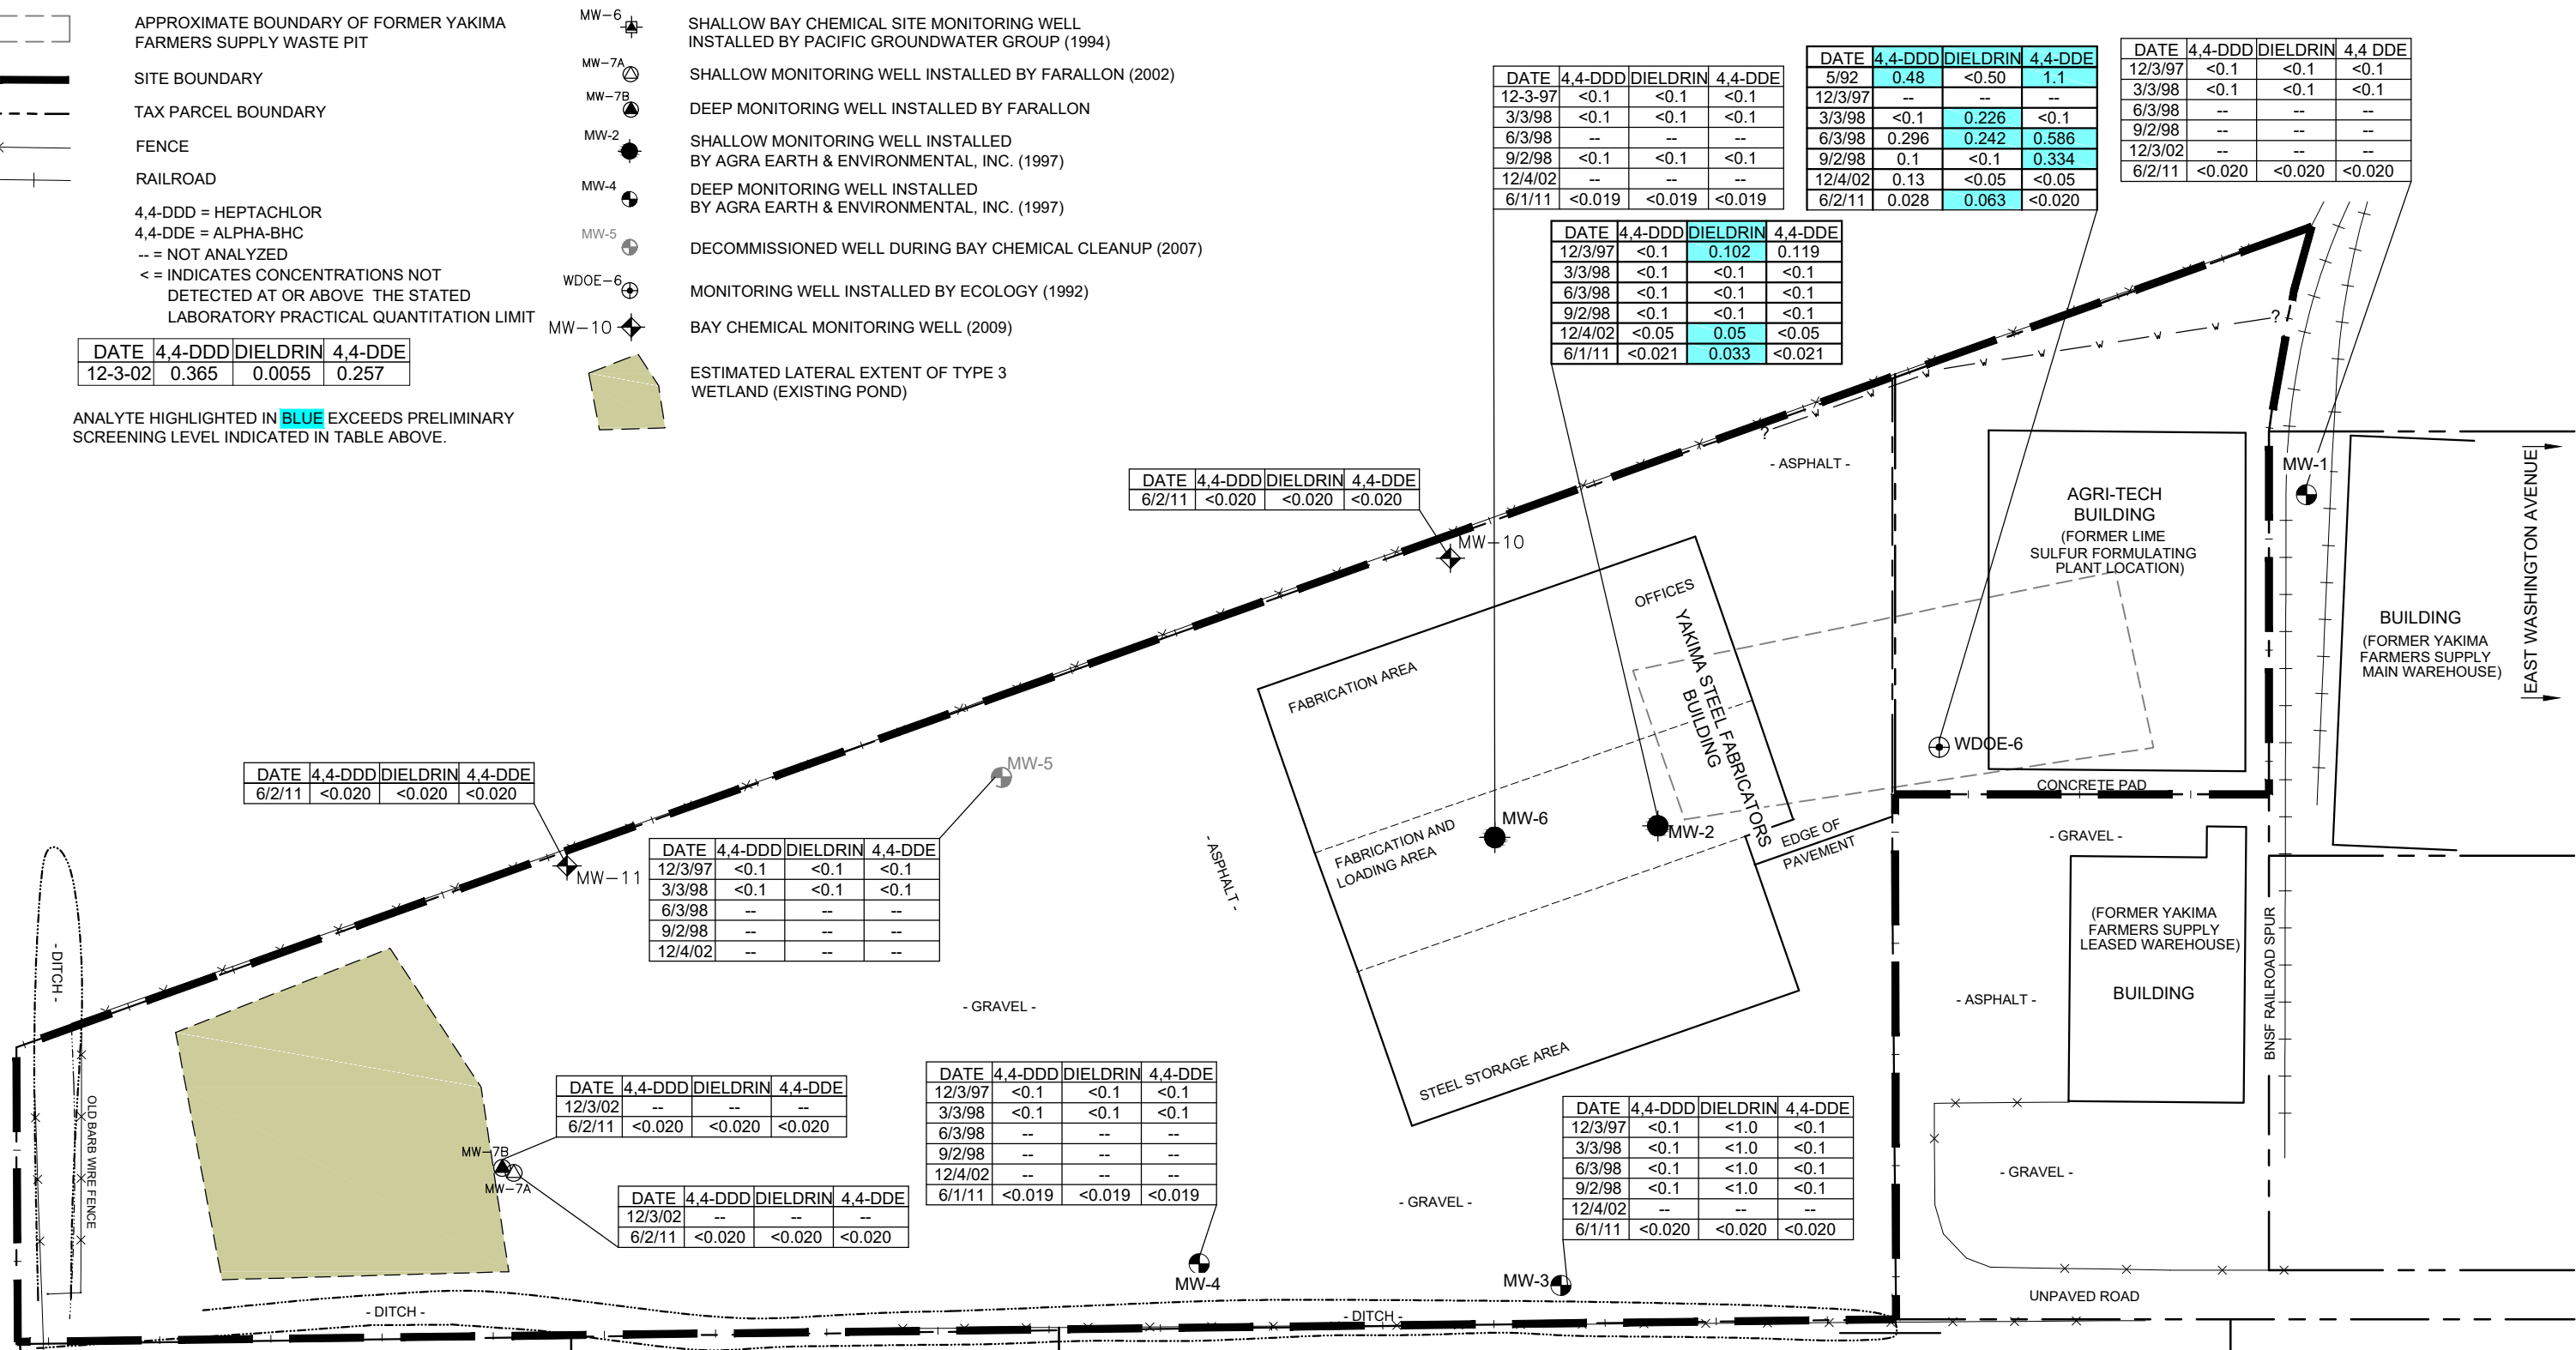 APPROXIMATE BOUNDARY OF FORMER YAKIMA
FARMERS SUPPLY WASTE PIT
SITE BOUNDARY
TAX PARCEL BOUNDARY
FENCE
RAILROAD
4,4-DDD = HEPTACHLOR
4,4-DDE = ALPHA-BHC
-- = NOT ANALYZED
< = INDICATES CONCENTRATIONS NOT
DETECTED AT OR ABOVE THE STATED
LABORATORY PRACTICAL QUANTITATION LIMIT
DATE 4,4-DDD DIELDRIN 4,4-DDE
12-3-02 0.365 0.0055 0.257
ANALYTE HIGHLIGHTED IN BLUE EXCEEDS PRELIMINARY
SCREENING LEVEL INDICATED IN TABLE ABOVE.
MW-6
SHALLOW BAY CHEMICAL SITE MONITORING WELL
INSTALLED BY PACIFIC GROUNDWATER GROUP (1994)
MW-7A
SHALLOW MONITORING WELL INSTALLED BY FARALLON (2002)
MW-7B
DEEP MONITORING WELL INSTALLED BY FARALLON
MW-2
SHALLOW MONITORING WELL INSTALLED
BY AGRA EARTH & ENVIRONMENTAL, INC. (1997)
MW-4
DEEP MONITORING WELL INSTALLED
BY AGRA EARTH & ENVIRONMENTAL, INC. (1997)
MW-5
DECOMMISSIONED WELL DURING BAY CHEMICAL CLEANUP (2007)
WDOE-6
MONITORING WELL INSTALLED BY ECOLOGY (1992)
MW-10
BAY CHEMICAL MONITORING WELL (2009)
ESTIMATED LATERAL EXTENT OF TYPE 3
WETLAND (EXISTING POND)
DATE 4,4-DDD DIELDRIN 4,4-DDE
12-3-97 <0.1 <0.1 <0.1
3/3/98 <0.1 <0.1 <0.1
6/3/98 -- -- --
9/2/98 <0.1 <0.1 <0.1
12/4/02 -- -- --
6/1/11 <0.019 <0.019 <0.019
DATE 4,4-DDD DIELDRIN 4,4-DDE
5/92 0.48 <0.50 1.1
12/3/97 -- -- --
3/3/98 <0.1 0.226 <0.1
6/3/98 0.296 0.242 0.586
9/2/98 0.1 <0.1 0.334
12/4/02 0.13 <0.05 <0.05
6/2/11 0.028 0.063 <0.020
DATE 4,4-DDD DIELDRIN 4,4 DDE
12/3/97 <0.1 <0.1 <0.1
3/3/98 <0.1 <0.1 <0.1
6/3/98 -- -- --
9/2/98 -- -- --
12/3/02 -- -- --
6/2/11 <0.020 <0.020 <0.020
DATE 4,4-DDD DIELDRIN 4,4-DDE
12/3/97 <0.1 0.102 0.119
3/3/98 <0.1 <0.1 <0.1
6/3/98 <0.1 <0.1 <0.1
9/2/98 <0.1 <0.1 <0.1
12/4/02 <0.05 0.05 <0.05
6/1/11 <0.021 0.033 <0.021
?
?
- ASPHALT -
MW-1
AGRI-TECH
BUILDING
(FORMER LIME
SULFUR FORMULATING
PLANT LOCATION)
EAST WASHINGTON AVENUE
BUILDING
(FORMER YAKIMA
FARMERS SUPPLY
MAIN WAREHOUSE)
DATE 4,4-DDD DIELDRIN 4,4-DDE
6/2/11 <0.020 <0.020 <0.020
MW-10
OFFICES
YAKIMA STEEL FABRICATORS
BUILDING
FABRICATION AREA
WDOE-6
CONCRETE PAD
MW-5
DATE 4,4-DDD DIELDRIN 4,4-DDE
6/2/11 <0.020 <0.020 <0.020
MW-11
MW-6
MW-2
FABRICATION AND
LOADING AREA
EDGE OF
PAVEMENT
- GRAVEL -
- ASPHALT -
DATE 4,4-DDD DIELDRIN 4,4-DDE
12/3/97 <0.1 <0.1 <0.1
3/3/98 <0.1 <0.1 <0.1
6/3/98 -- -- --
9/2/98 -- -- --
12/4/02 -- -- --
(FORMER YAKIMA
FARMERS SUPPLY
LEASED WAREHOUSE)
BUILDING
- ASPHALT -
BNSF RAILROAD SPUR
- DITCH -
- GRAVEL -
OLD BARB WIRE FENCE
STEEL STORAGE AREA
DATE 4,4-DDD DIELDRIN 4,4-DDE
12/3/02 -- -- --
6/2/11 <0.020 <0.020 <0.020
MW-7B
MW-7A
DATE 4,4-DDD DIELDRIN 4,4-DDE
12/3/02 -- -- --
6/2/11 <0.020 <0.020 <0.020
DATE 4,4-DDD DIELDRIN 4,4-DDE
12/3/97 <0.1 <0.1 <0.1
3/3/98 <0.1 <0.1 <0.1
6/3/98 -- -- --
9/2/98 -- -- --
12/4/02 -- -- --
6/1/11 <0.019 <0.019 <0.019
DATE 4,4-DDD DIELDRIN 4,4-DDE
12/3/97 <0.1 <1.0 <0.1
3/3/98 <0.1 <1.0 <0.1
6/3/98 <0.1 <1.0 <0.1
9/2/98 <0.1 <1.0 <0.1
12/4/02 -- -- --
6/1/11 <0.020 <0.020 <0.020
- GRAVEL -
- GRAVEL -
MW-4
MW-3
UNPAVED ROAD
- DITCH -
- DITCH -